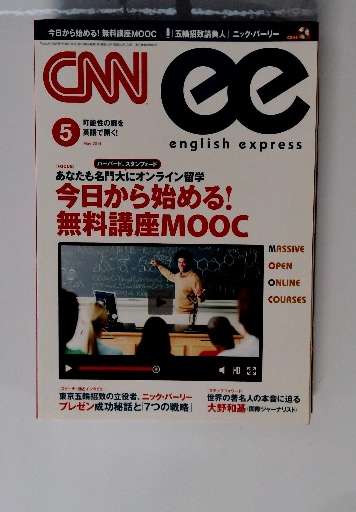 今日から始める! 無料講座MOOC
五輪招致請負人 ニック・バーリー
CNN ee
english express
5
可能性の扉を
英語で開く!
May 2014
ハーバード、スタンフォード
あなたも名門大にオンライン留学
今日から始める!
無料講座MOOC
MASSIVE
OPEN
ONLINE
COURSES
HD
東京五輪招致の立役者、ニック・バーリー
プレゼン成功秘話と「7つの戦略」
世界の著名人の本音に迫る
大野和基(国際ジャーナリスト)